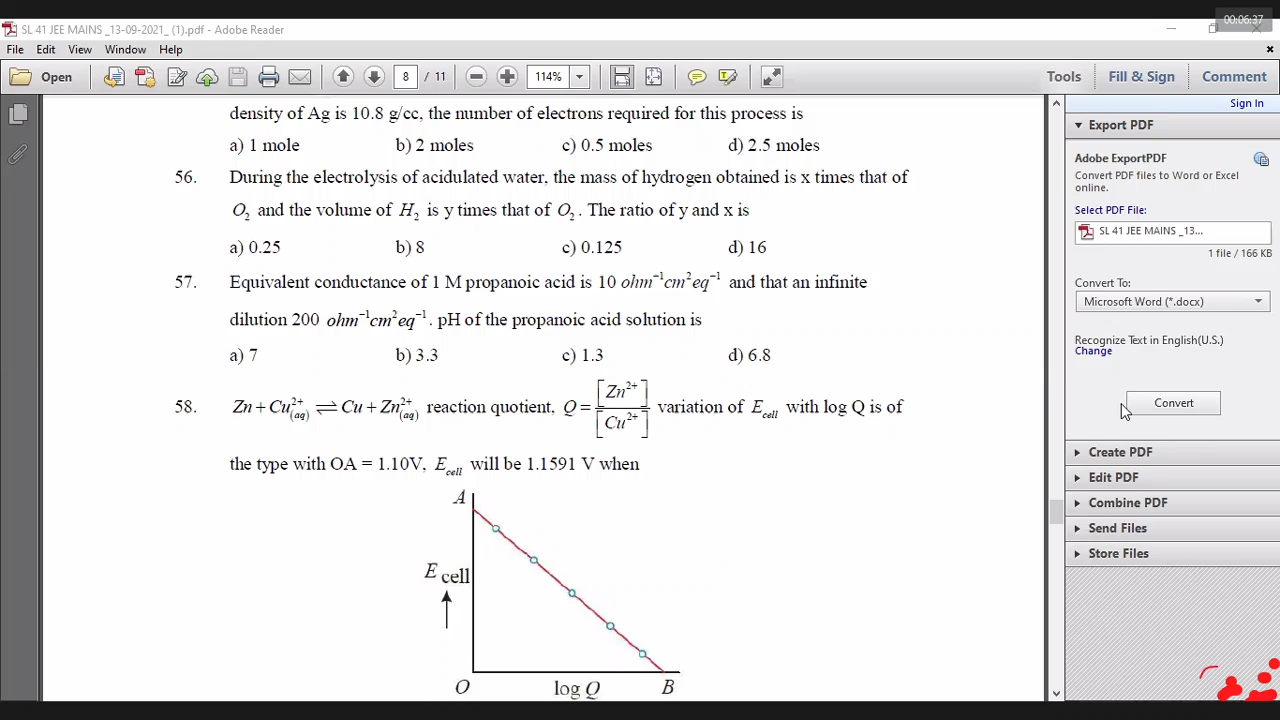 00:06:37
SL 41 JEE MAINS _13-09-2021_ (1).pdf - Adobe Reader
File Edit View Window Help
Open 8 / 11 114% Tools Fill & Sign Comment
Sign In
density of Ag is 10.8 g/cc, the number of electrons required for this process is
a) 1 mole b) 2 moles c) 0.5 moles d) 2.5 moles
56. During the electrolysis of acidulated water, the mass of hydrogen obtained is x times that of
O₂ and the volume of H₂ is y times that of O₂. The ratio of y and x is
a) 0.25 b) 8 c) 0.125 d) 16
57. Equivalent conductance of 1 M propanoic acid is 10 ohm⁻¹cm²eq⁻¹ and that an infinite
dilution 200 ohm⁻¹cm²eq⁻¹. pH of the propanoic acid solution is
a) 7 b) 3.3 c) 1.3 d) 6.8
58. Zn + Cu²⁺(aq) ⇌ Cu + Zn²⁺(aq) reaction quotient, Q = [Zn²⁺]/[Cu²⁺] variation of E cell with log Q is of
the type with OA = 1.10V, E cell will be 1.1591 V when
A
E cell
O log Q B
Export PDF
Adobe ExportPDF
Convert PDF files to Word or Excel
online.
Select PDF File:
SL 41 JEE MAINS _13...
1 file / 166 KB
Convert To:
Microsoft Word (*.docx)
Recognize Text in English(U.S.)
Change
Convert
Create PDF
Edit PDF
Combine PDF
Send Files
Store Files